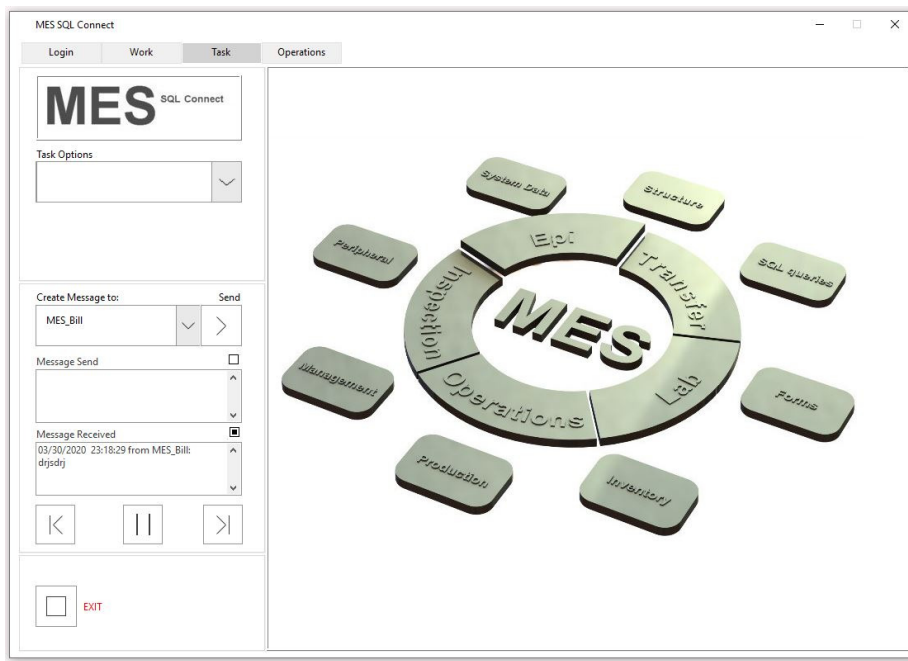 MES SQL Connect
Login Work Task Operations
MES SQL Connect
Task Options
Create Message to: Send
MES_Bill
Message Send
Message Received
03/30/2020 23:18:29 from MES_Bill:
drjsdrj
EXIT
System Data
Structure
Peripheral
Epi
Transfer
SQL queries
Inspection
MES
Management
Operations
Lab
Forms
Production
Inventory